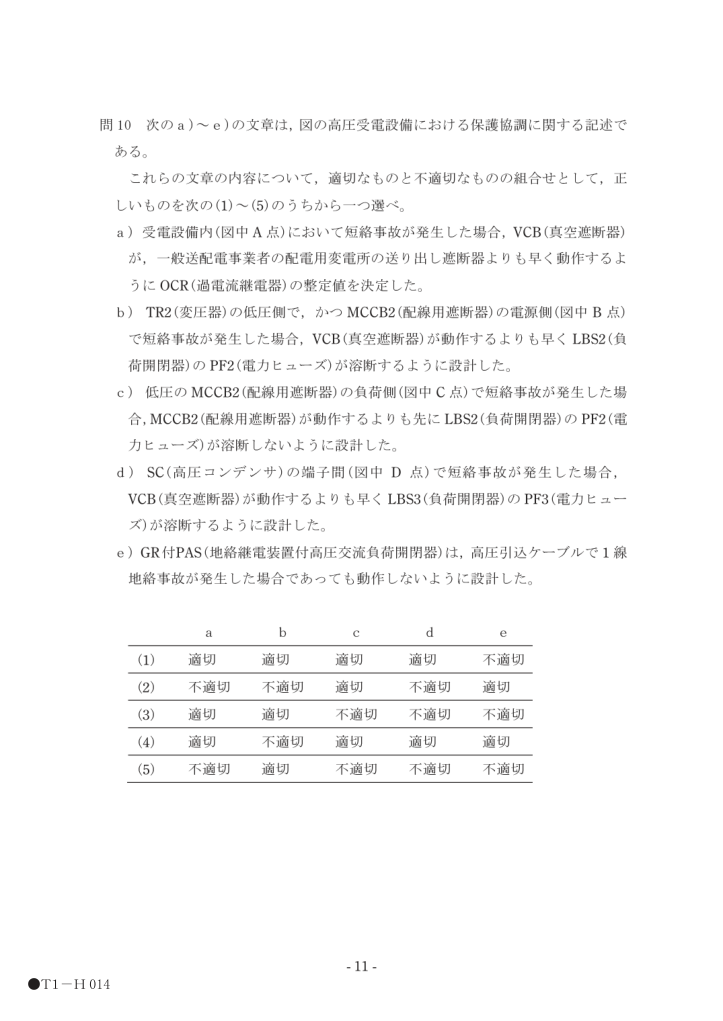 問 10　次のａ)～ｅ)の文章は，図の高圧受電設備における保護協調に関する記述で
ある。
これらの文章の内容について，適切なものと不適切なものの組合せとして，正
しいものを次の(1)～(5)のうちから一つ選べ。
ａ) 受電設備内(図中 A 点)において短絡事故が発生した場合，VCB(真空遮断器)
が，一般送配電事業者の配電用変電所の送り出し遮断器よりも早く動作するよ
うに OCR(過電流継電器)の整定値を決定した。
ｂ) TR2(変圧器)の低圧側で，かつ MCCB2(配線用遮断器)の電源側(図中 B 点)
で短絡事故が発生した場合，VCB(真空遮断器)が動作するよりも早く LBS2(負
荷開閉器)の PF2(電力ヒューズ)が溶断するように設計した。
ｃ) 低圧の MCCB2(配線用遮断器)の負荷側(図中 C 点)で短絡事故が発生した場
合，MCCB2(配線用遮断器)が動作するよりも先に LBS2(負荷開閉器)の PF2(電
力ヒューズ)が溶断しないように設計した。
ｄ) SC(高圧コンデンサ)の端子間(図中 D 点)で短絡事故が発生した場合，
VCB(真空遮断器)が動作するよりも早く LBS3(負荷開閉器)の PF3(電力ヒュー
ズ)が溶断するように設計した。
ｅ) GR付PAS(地絡継電装置付高圧交流負荷開閉器)は，高圧引込ケーブルで 1 線
地絡事故が発生した場合であっても動作しないように設計した。
ａ ｂ ｃ ｄ ｅ
(1) 適切 適切 適切 適切 不適切
(2) 不適切 不適切 適切 不適切 適切
(3) 適切 適切 不適切 不適切 不適切
(4) 適切 不適切 適切 適切 適切
(5) 不適切 適切 不適切 不適切 不適切
- 11 -
●T1－H 014